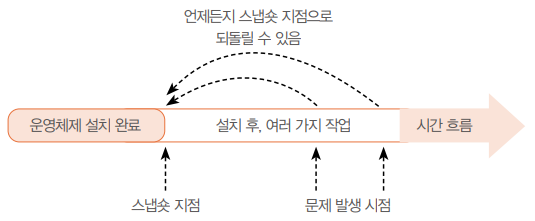 언제든지 스냅숏 지점으로
되돌릴 수 있음
운영체제 설치 완료
설치 후, 여러 가지 작업
시간 흐름
스냅숏 지점
문제 발생 시점